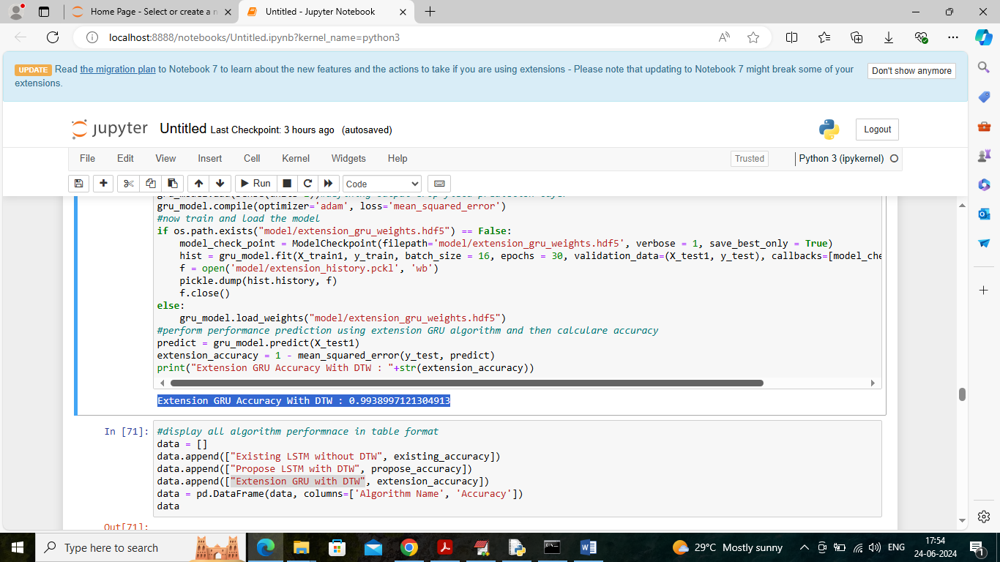 Home Page - Select or create a n
Untitled - Jupyter Notebook
localhost:8888/notebooks/Untitled.ipynb?kernel_name=python3
UPDATE Read the migration plan to Notebook 7 to learn about the new features and the actions to take if you are using extensions - Please note that updating to Notebook 7 might break some of your
extensions.
Don't show anymore
jupyter Untitled Last Checkpoint: 3 hours ago (autosaved)
Logout
File Edit View Insert Cell Kernel Widgets Help
Trusted
Python 3 (ipykernel)
Run
Code
gru_model.compile(optimizer='adam', loss='mean_squared_error')
#now train and load the model
if os.path.exists("model/extension_gru_weights.hdf5") == False:
    model_check_point = ModelCheckpoint(filepath='model/extension_gru_weights.hdf5', verbose = 1, save_best_only = True)
    hist = gru_model.fit(X_train1, y_train, batch_size = 16, epochs = 30, validation_data=(X_test1, y_test), callbacks=[model_che
    f = open('model/extension_history.pckl', 'wb')
    pickle.dump(hist.history, f)
    f.close()
else:
    gru_model.load_weights("model/extension_gru_weights.hdf5")
#perform performance prediction using extension GRU algorithm and then calculare accuracy
predict = gru_model.predict(X_test1)
extension_accuracy = 1 - mean_squared_error(y_test, predict)
print("Extension GRU Accuracy With DTW : "+str(extension_accuracy))
Extension GRU Accuracy With DTW : 0.9938997121304913
In [71]:
#display all algorithm performnace in table format
data = []
data.append(["Existing LSTM without DTW", existing_accuracy])
data.append(["Propose LSTM with DTW", propose_accuracy])
data.append(["Extension GRU with DTW", extension_accuracy])
data = pd.DataFrame(data, columns=['Algorithm Name', 'Accuracy'])
data
Out[71]:
Type here to search
29°C Mostly sunny
ENG
17:54
24-06-2024
1